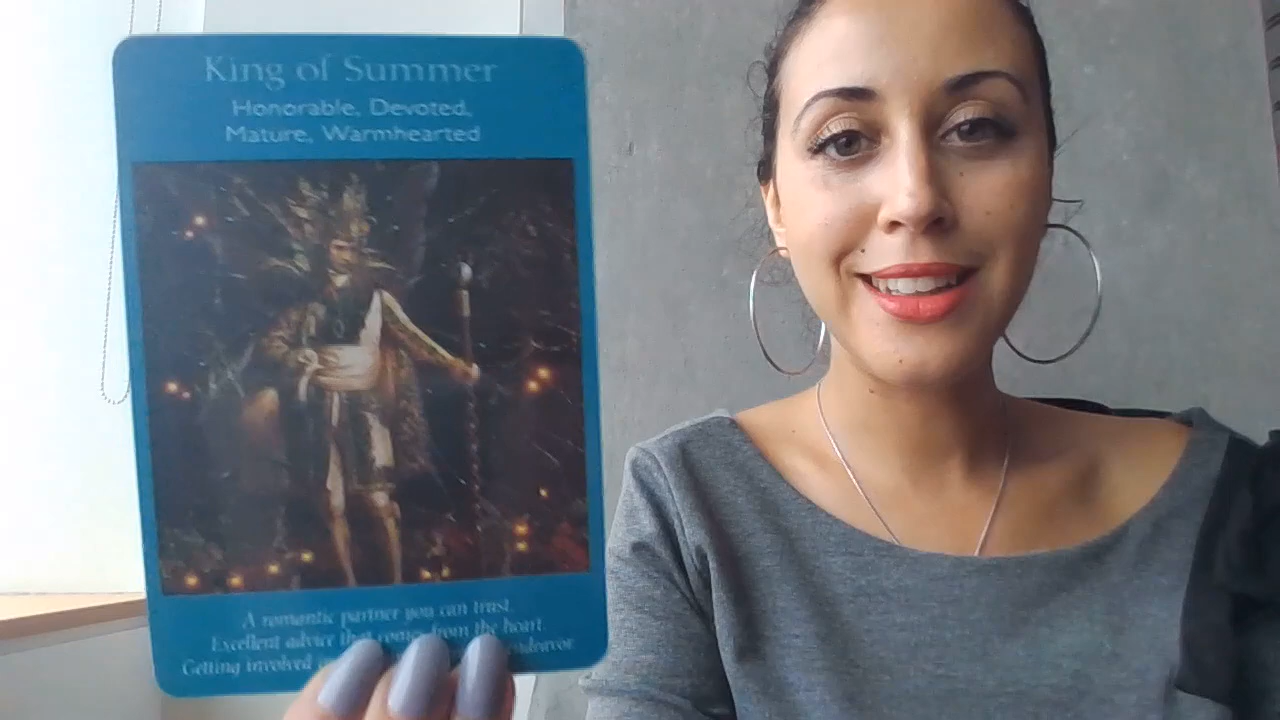 King of Summer
Honorable, Devoted,
Mature, Warmhearted
A romantic partner you can trust.
Excellent advice that comes from the heart.
Getting involved endeavor